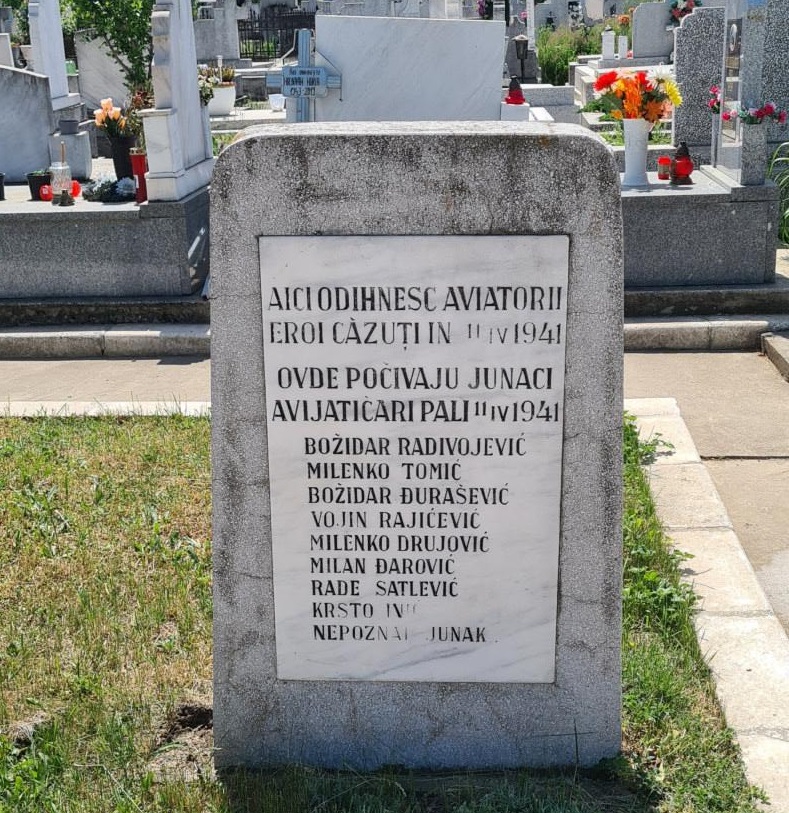 AICI ODIHNESC AVIATORII
EROI CĂZUȚI IN 11 IV 1941
OVDE POČIVAJU JUNACI
AVIJATIČARI PALI 11 IV 1941
BOŽIDAR RADIVOJEVIĆ
MILENKO TOMIĆ
BOŽIDAR ĐURAŠEVIĆ
VOJIN RAJIĆEVIĆ
MILENKO DRUJOVIĆ
MILAN ĐAROVIĆ
RADE SATLEVIĆ
KRSTO
JUNAK